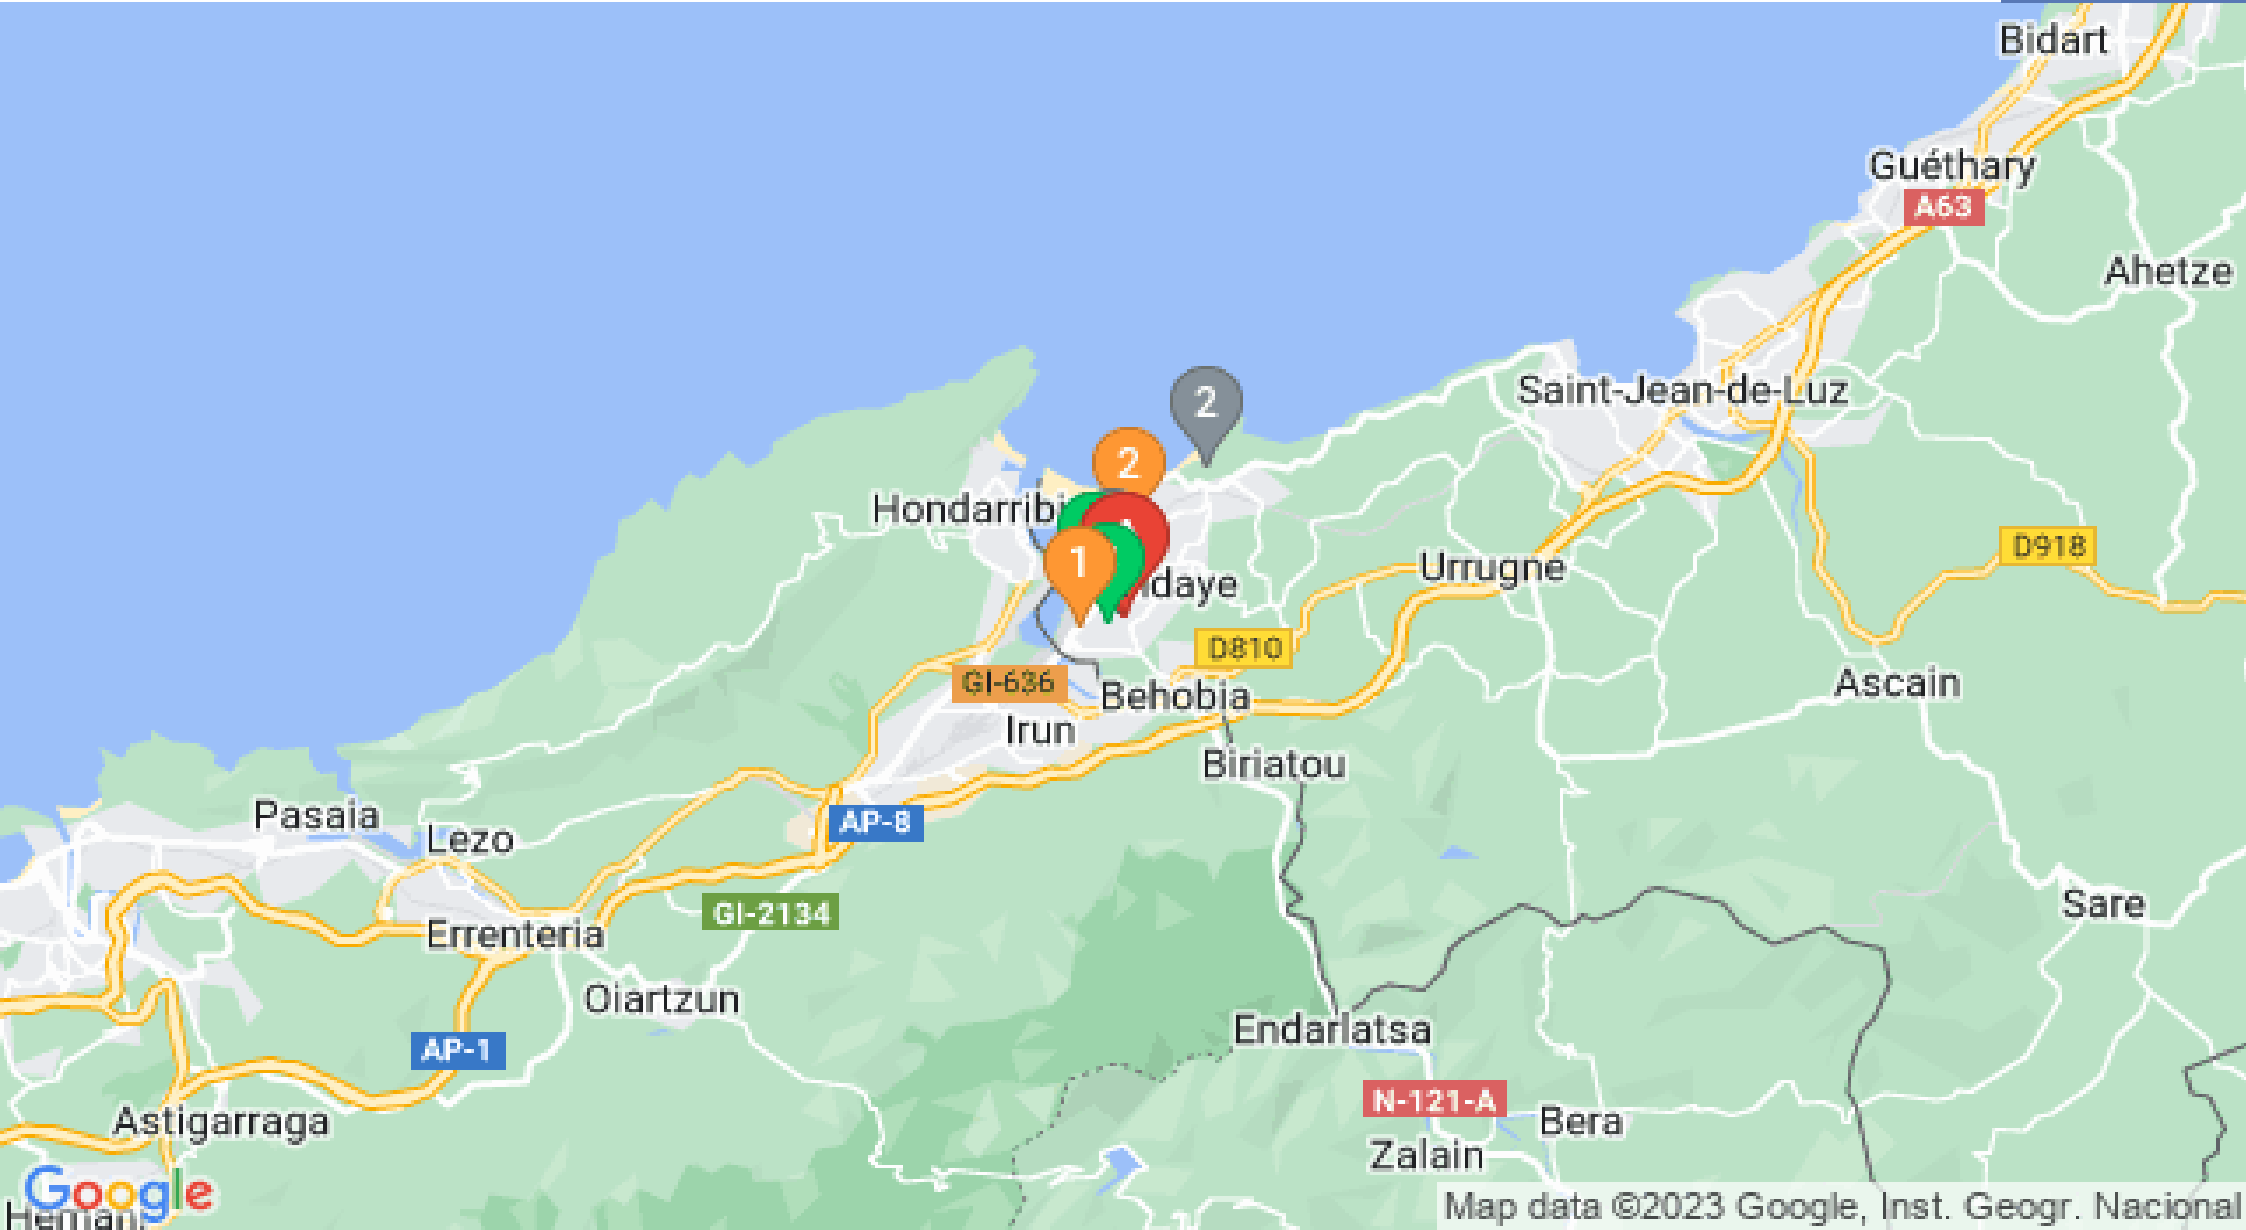 Bidart
Guéthary
A63
Ahetze
2
Saint-Jean-de-Luz
2
Hondarribi
D918
1
Urrugne
daye
D810
GI-636
Behobia
Ascain
Irun
Biriatou
Pasaia
AP-8
Lezo
Sare
GI-2134
Errenteria
Oiartzun
Endarlatsa
AP-1
N-121-A
Astigarraga
Bera
Zalain
Google
Hernani
Map data ©2023 Google, Inst. Geogr. Nacional